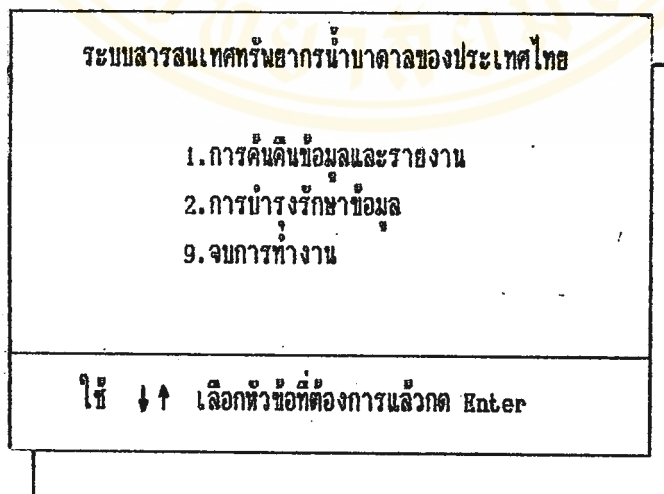 ระบบสารสนเทศทรัพยากรน้ำบาดาลของประเทศไทย
1.การค้นคืนข้อมูลและรายงาน
2.การบำรุงรักษาข้อมูล
9.จบการทำงาน
ใช้ ↓↑ เลือกหัวข้อที่ต้องการแล้วกด Enter